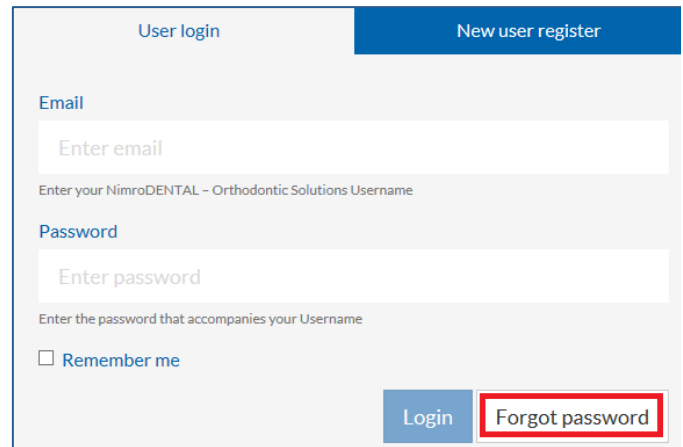 User login
New user register
Email
Enter email
Enter your NimroDENTAL – Orthodontic Solutions Username
Password
Enter password
Enter the password that accompanies your Username
Remember me
Login
Forgot password